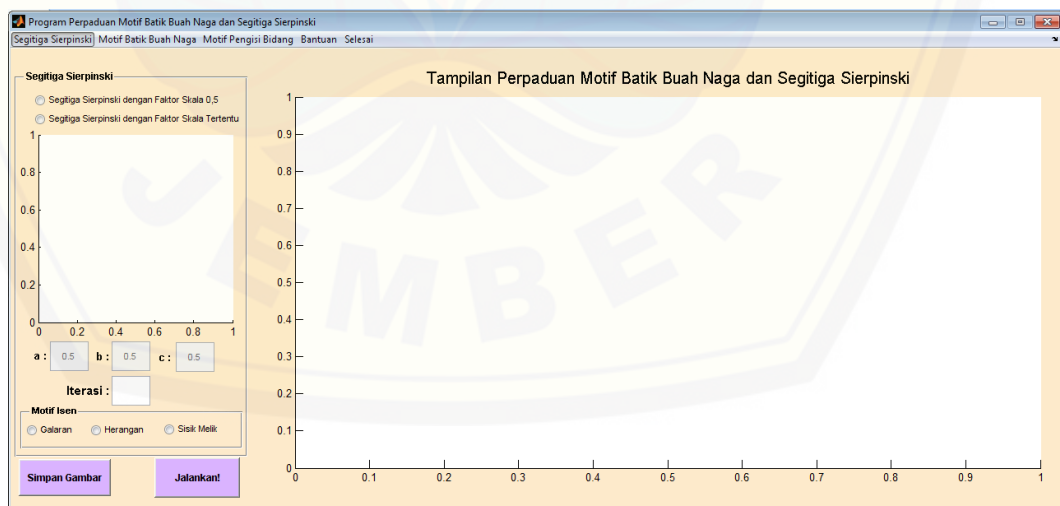 Program Perpaduan Motif Batik Buah Naga dan Segitiga Sierpinski
Segitiga Sierpinski Motif Batik Buah Naga Motif Pengisi Bidang Bantuan Selesai
Segitiga Sierpinski
Segitiga Sierpinski dengan Faktor Skala 0,5
Segitiga Sierpinski dengan Faktor Skala Tertentu
1
0.8
0.6
0.4
0.2
0
0 0.2 0.4 0.6 0.8 1
a : 0.5 b : 0.5 c : 0.5
Iterasi :
Motif Isen
Galaran Herangan Sisik Melik
Simpan Gambar Jalankan!
Tampilan Perpaduan Motif Batik Buah Naga dan Segitiga Sierpinski
1
0.9
0.8
0.7
0.6
0.5
0.4
0.3
0.2
0.1
0
0 0.1 0.2 0.3 0.4 0.5 0.6 0.7 0.8 0.9 1
JEMBER